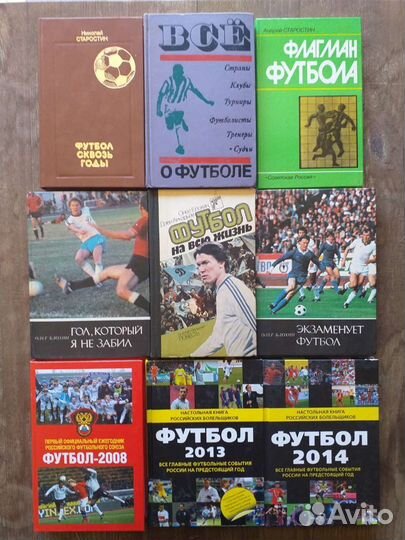 Николай
СТАРОСТИН
ФУТБОЛ
СКВОЗЬ
ГОДЫ
ВСЁ
Страны
Клубы
Турниры
Футболисты
Тренеры
• Судьи
О ФУТБОЛЕ
Андрей СТАРОСТИН
ФЛАГМАН
ФУТБОЛА
"Советская Россия"
ОЛЕГ БЛОХИН
ГОЛ, КОТОРЫЙ
Я НЕ ЗАБИЛ
ФУТБОЛ
НА ВСЮ ЖИЗНЬ
ОЛЕГ БЛОХИН
ЭКЗАМЕНУЕТ
ФУТБОЛ
ПЕРВЫЙ ОФИЦИАЛЬНЫЙ ЕЖЕГОДНИК
РОССИЙСКОГО ФУТБОЛЬНОГО СОЮЗА
ФУТБОЛ-2008
НАСТОЛЬНАЯ КНИГА
РОССИЙСКИХ БОЛЕЛЬЩИКОВ
ФУТБОЛ
2013
ВСЕ ГЛАВНЫЕ ФУТБОЛЬНЫЕ СОБЫТИЯ
РОССИИ НА ПРЕДСТОЯЩИЙ ГОД
НАСТОЛЬНАЯ КНИГА
РОССИЙСКИХ БОЛЕЛЬЩИКОВ
ФУТБОЛ
2014
ВСЕ ГЛАВНЫЕ ФУТБОЛЬНЫЕ СОБЫТИЯ
РОССИИ НА ПРЕДСТОЯЩИЙ ГОД
Avito